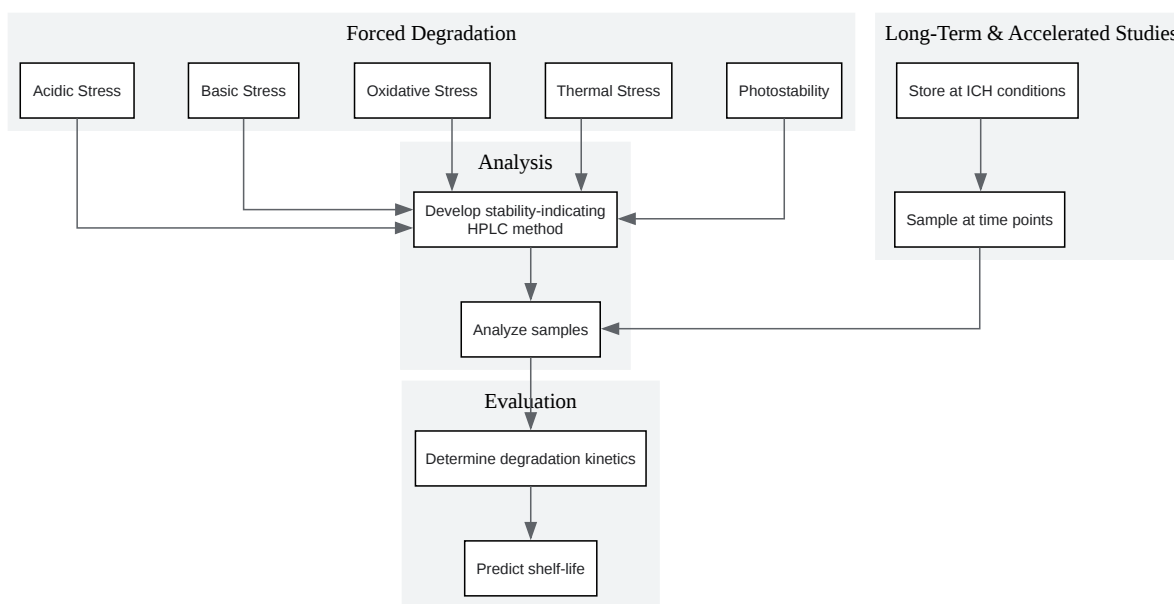 Forced Degradation
Long-Term & Accelerated Studies
Acidic Stress
Basic Stress
Oxidative Stress
Thermal Stress
Photostability
Store at ICH conditions
Analysis
Develop stability-indicating
HPLC method
Sample at time points
Analyze samples
Evaluation
Determine degradation kinetics
Predict shelf-life